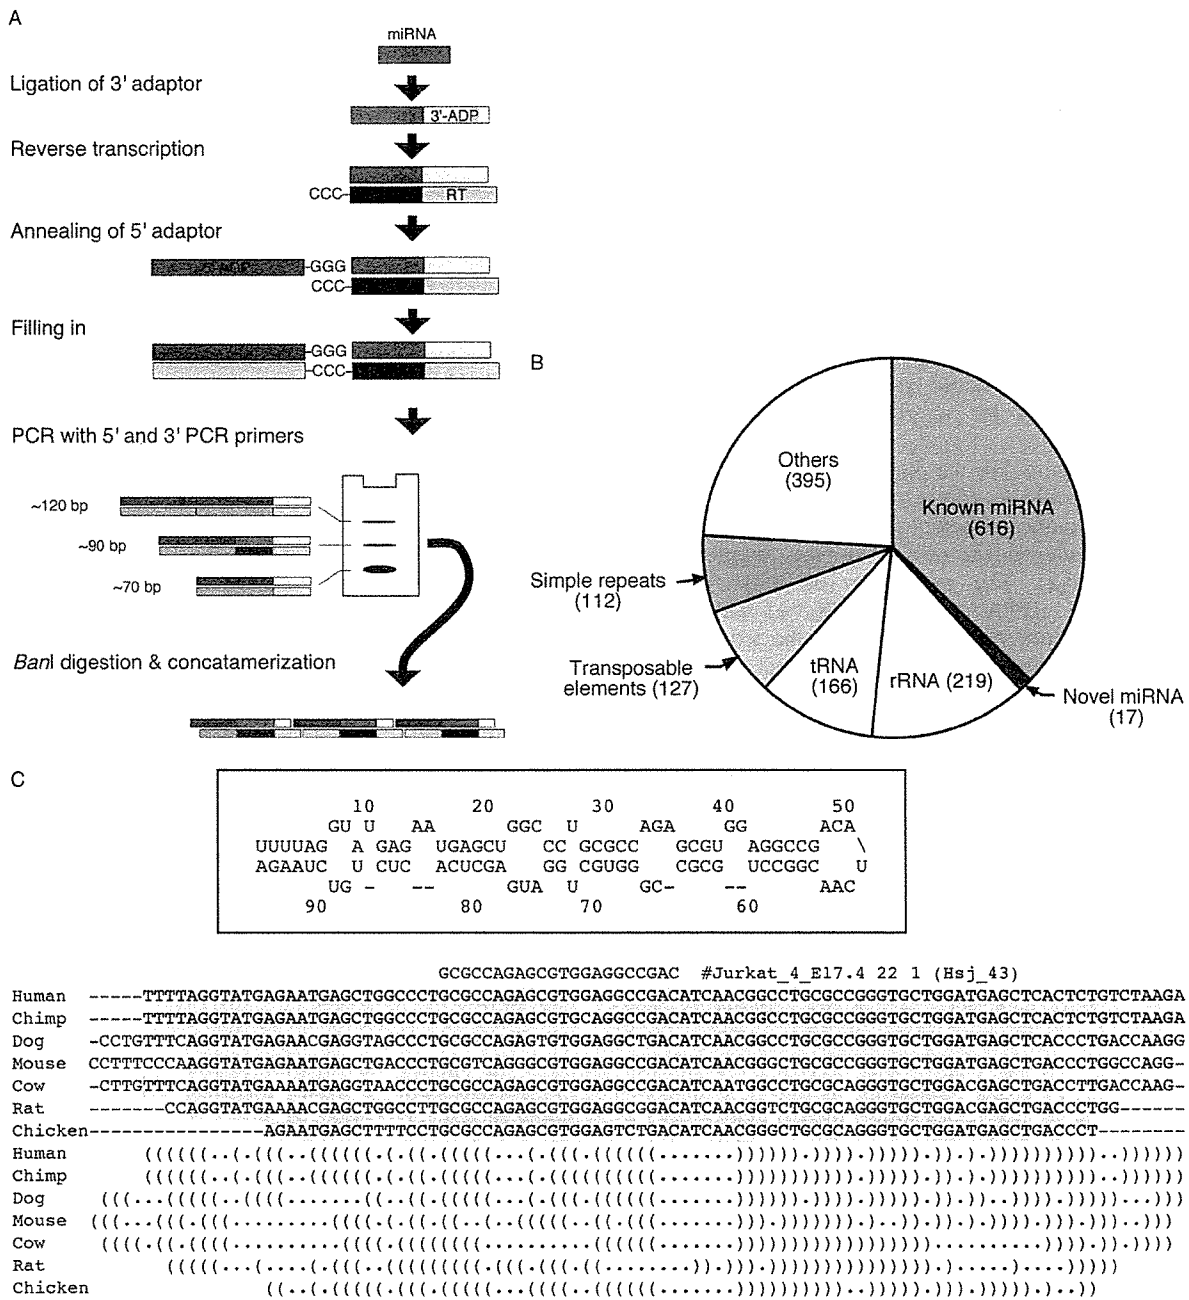 A
miRNA
Ligation of 3' adaptor
3'-ADP
Reverse transcription
CCC-
RT
Annealing of 5' adaptor
5'-ADP
-GGG
CCC-
Filling in
-GGG
-CCC-
PCR with 5' and 3' PCR primers
~120 bp
~90 bp
~70 bp
BanI digestion & concatamerization
B
Others
(395)
Known miRNA
(616)
Simple repeats
(112)
Transposable
elements (127)
tRNA
(166)
rRNA (219)
Novel miRNA
(17)
C
10 20 30 40 50
GU U AA GGC U AGA GG ACA
UUUUAG A GAG UGAGCU CC GCGCC GCGU AGGCCG \
AGAAUC U CUC ACUCGA GG CGUGG CGCG UCCGGC U
UG - -- GUA U GC- -- AAC
90 80 70 60
GCGCCAGAGCGTGGAGGCCGAC #Jurkat_4_E17.4 22 1 (Hsj_43)
Human -----TTTTAGGTATGAGAATGAGCTGGCCCTGCGCCAGAGCGTGGAGGCCGACATCAACGGCCTGCGCCGGGTGCTGGATGAGCTCACTCTGTCTAAGA
Chimp -----TTTTAGGTATGAGAATGAGCTGGCCCTGCGCCAGAGCGTGCAGGCCGACATCAACGGCCTGCGCCGGGTGCTGGATGAGCTCACTCTGTCTAAGA
Dog -CCTGTTTCAGGTATGAGAACGAGGTAGCCCTGCGCCAGAGTGTGGAGGCTGACATCAACGGCCTGCGCCGGGTGCTGGATGAGCTCACCCTGACCAAGG
Mouse CCTTTCCCAAGGTATGAGAATGAGCTGACCCTGCGTCAGGGCGTGGAGGCCGACATCAACGGCCTGCGCCGGGTGCTGGATGAGCTGACCCTGGCCAGG-
Cow -CTTGTTTCAGGTATGAAAATGAGGTAACCCTGCGCCAGAGCGTGGAGGCCGACATCAATGGCCTGCGCAGGGTGCTGGACGAGCTGACCTTGACCAAG-
Rat -------CCAGGTATGAAAACGAGCTGGCCTTGCGCCAGAGCGTGGAGGCGGACATCAACGGTCTGCGCAGGGTGCTGGACGAGCTGACCCTGG------
Chicken----------------AGAATGAGCTTTTCCTGCGCCAGAGCGTGGAGTCTGACATCAACGGGCTGCGCAGGGTGCTGGATGAGCTGACCCT--------
Human
Chimp
Dog
Mouse
Cow
Rat
Chicken